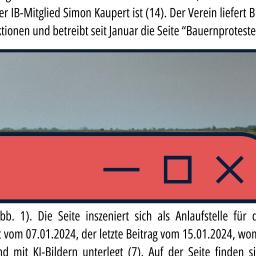 er IB-Mitglied Simon Kaupert ist (14). Der Verein liefert B
ktionen und betreibt seit Januar die Seite “Bauernproteste
bb. 1). Die Seite inszeniert sich als Anlaufstelle für d
t vom 07.01.2024, der letzte Beitrag vom 15.01.2024, wor
nd mit KI-Bildern unterlegt (7). Auf der Seite finden si